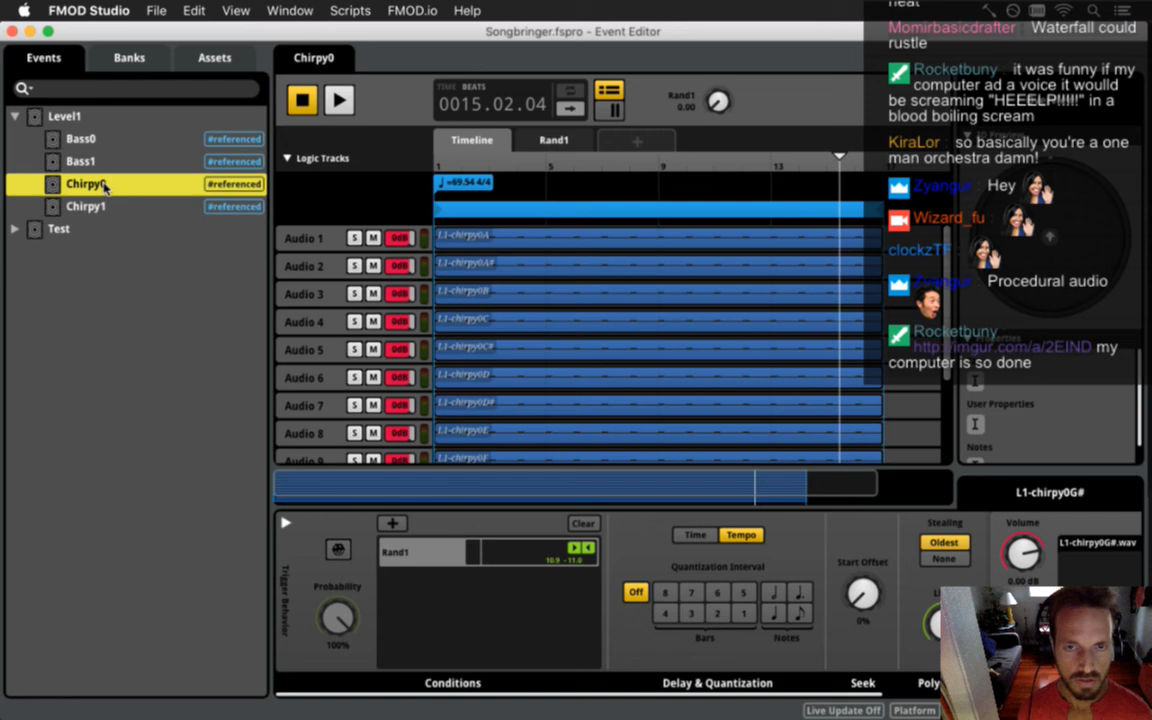 FMOD Studio File Edit View Window Scripts FMOD.io Help
Songbringer.fspro - Event Editor
Events Banks Assets
Level1
Bass0 #referenced
Bass1 #referenced
Chirpy0 #referenced
Chirpy1 #referenced
Test
Chirpy0
TIME BEATS
0015.02.04
Rand1
0.00
Timeline Rand1 +
Logic Tracks
1 5 13
♩=69.54 4/4
Audio 1 S M 0dB L1-chirpy0A
Audio 2 S M 0dB L1-chirpy0A#
Audio 3 S M 0dB L1-chirpy0B
Audio 4 S M 0dB L1-chirpy0C
Audio 5 S M 0dB L1-chirpy0C#
Audio 6 S M 0dB L1-chirpy0D
Audio 7 S M 0dB L1-chirpy0D#
Audio 8 S M 0dB L1-chirpy0E
Audio 9 L1-chirpy0F
heat
Momirbasicdrafter Waterfall could
rustle
Rocketbuny : it was funny if my
computer ad a voice it woulld
be screaming "HEEELP!!!!!" in a
blood boiling scream
KiraLor : so basically you're a one
man orchestra damn!
Zyangur : Hey
Wizard_fu :
clockzTF :
Zyangur : Procedural audio
Rocketbuny :
http://imgur.com/a/2EIND my
computer is so done
Properties
User Properties
Notes
L1-chirpy0G#
Trigger Behavior
Probability
100%
+ Clear
Rand1
10.9 - 11.0
Conditions
Time Tempo
Quantization Interval
Off 8 7 6 5
4 3 2 1
Bars Notes
Delay & Quantization
Start Offset
0%
Seek
Stealing
Oldest
None
Poly
Volume
0.00 dB
L1-chirpy0G#.wav
Live Update Off Platform